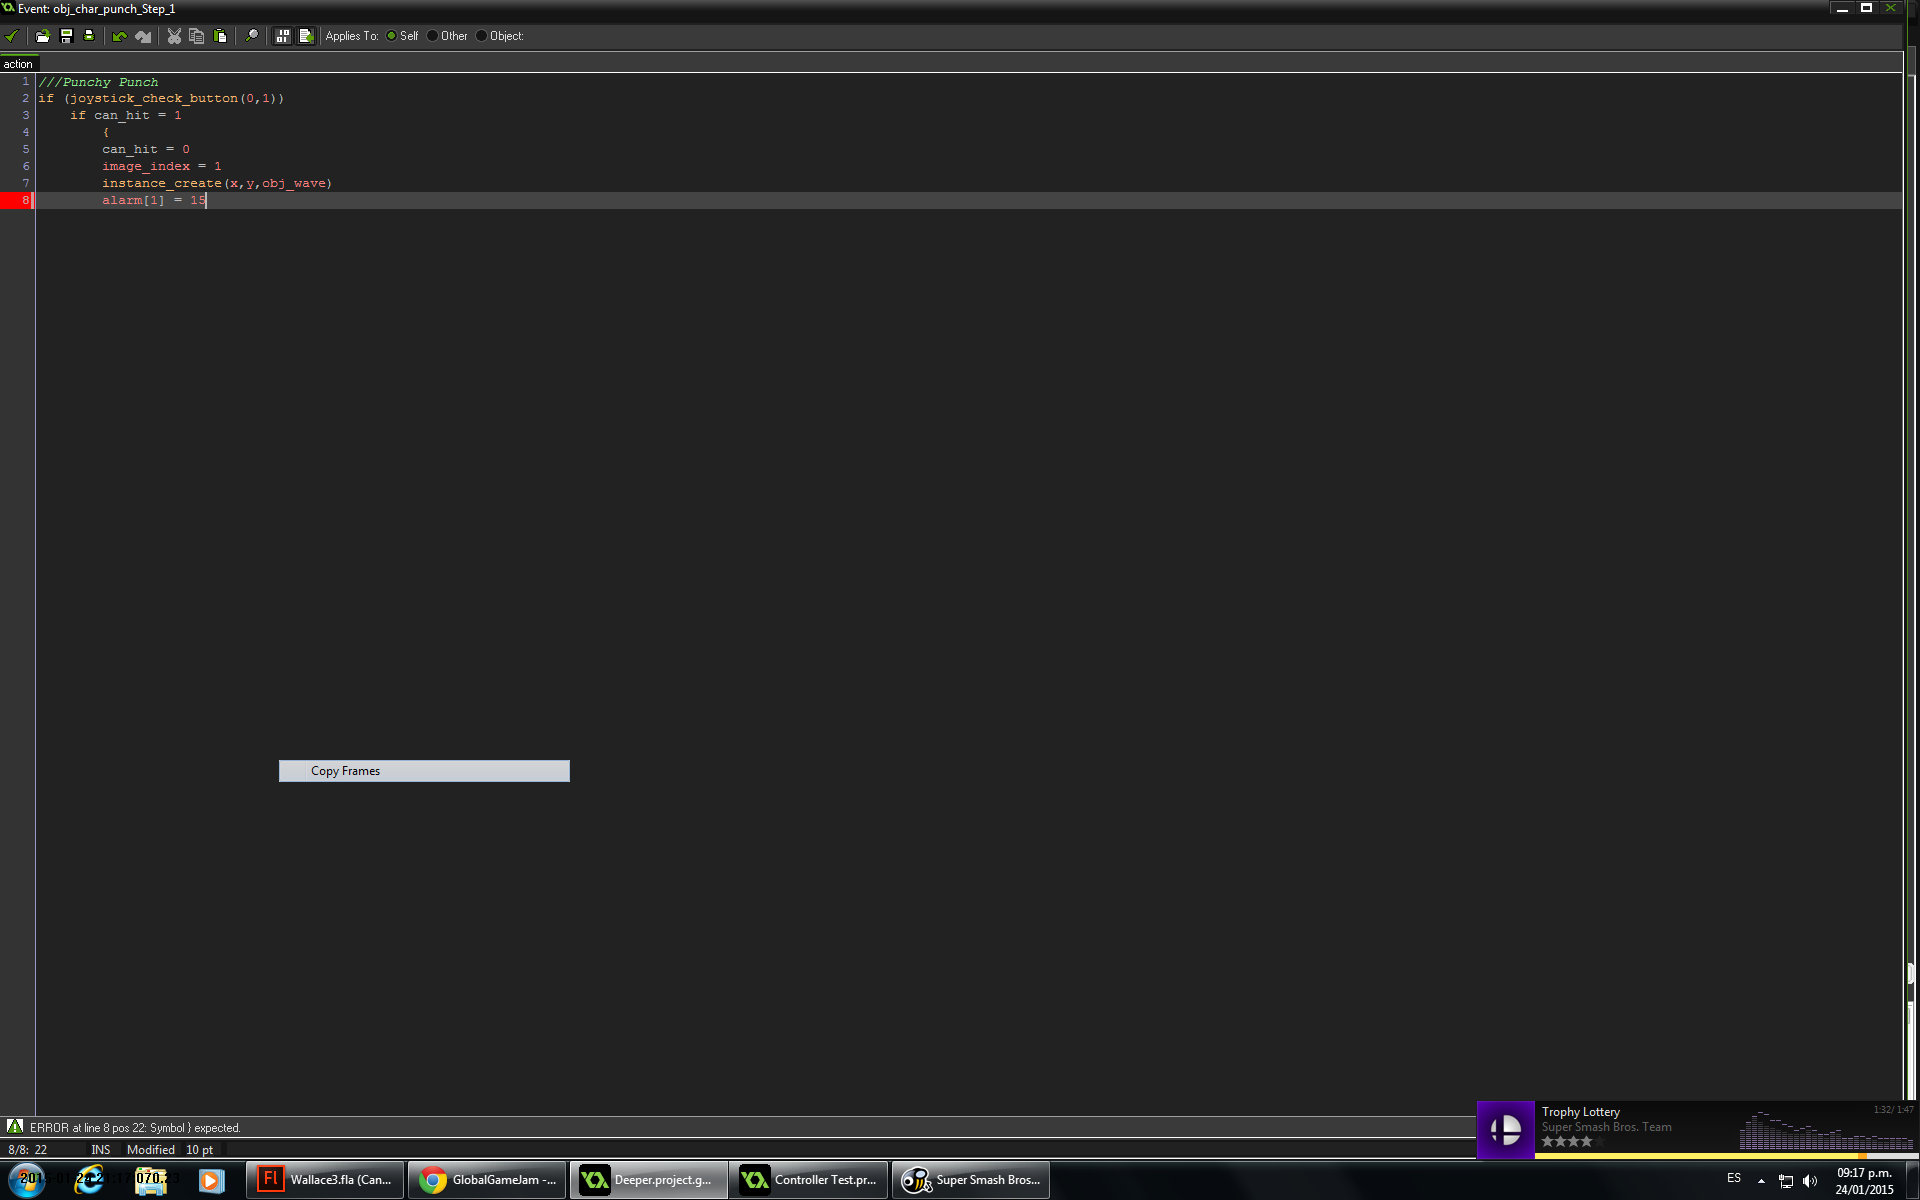 Event: obj_char_punch_Step_1
Applies To: Self Other Object:
action
1 ///Punchy Punch
2 if (joystick_check_button(0,1))
3 if can_hit = 1
4 {
5 can_hit = 0
6 image_index = 1
7 instance_create(x,y,obj_wave)
8 alarm[1] = 15
Copy Frames
Trophy Lottery
1:32/ 1:47
Super Smash Bros. Team
ERROR at line 8 pos 22: Symbol } expected.
8/8: 22 INS Modified 10 pt
Fl Wallace3.fla (Can...
GlobalGameJam -...
Deeper.project.g...
Controller Test.pr...
Super Smash Bros...
ES
09:17 p.m.
24/01/2015